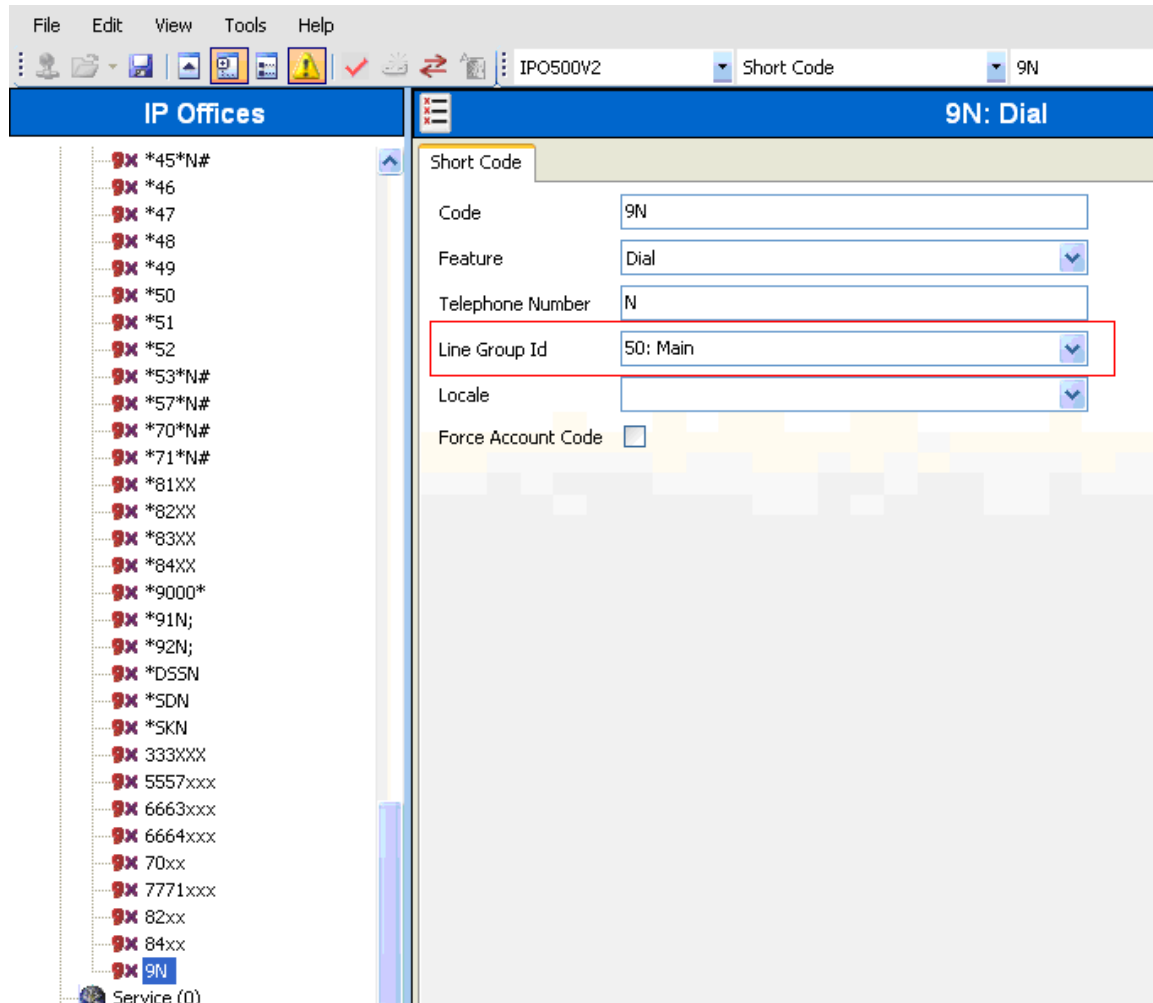 File Edit View Tools Help
IPO500V2 Short Code 9N
IP Offices
9N: Dial
*45*N#
*46
*47
*48
*49
*50
*51
*52
*53*N#
*57*N#
*70*N#
*71*N#
*81XX
*82XX
*83XX
*84XX
*9000*
*91N;
*92N;
*DSSN
*SDN
*SKN
333XXX
5557xxx
6663xxx
6664xxx
70xx
7771xxx
82xx
84xx
9N
Service (0)
Short Code
Code 9N
Feature Dial
Telephone Number N
Line Group Id 50: Main
Locale
Force Account Code